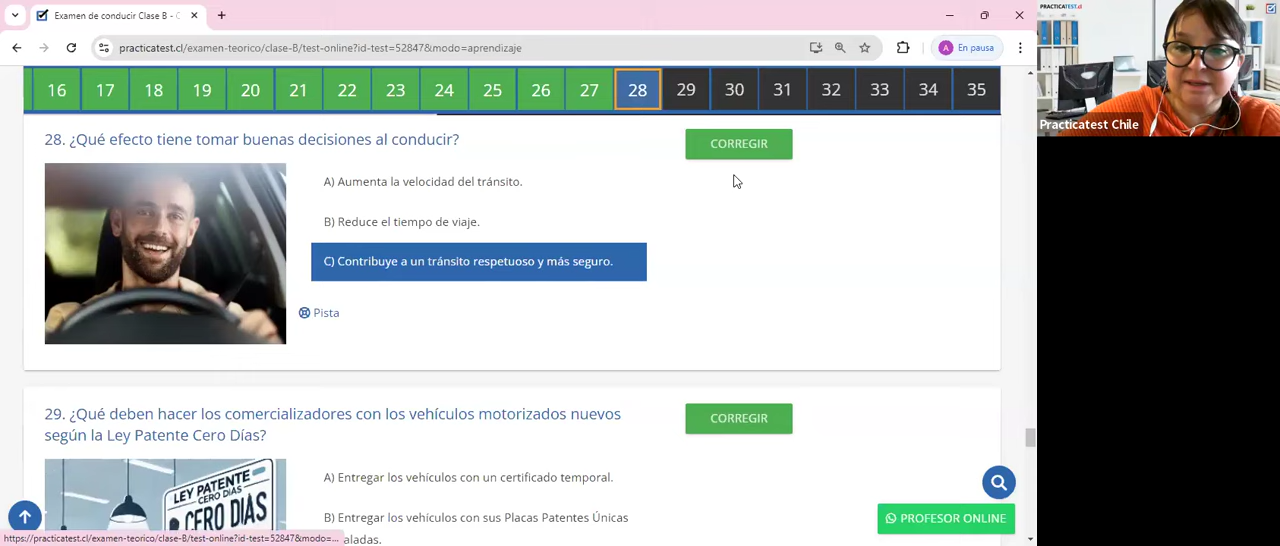 Examen de conducir Clase B - C
practicatest.cl/examen-teorico/clase-B/test-online?id-test=52847&modo=aprendizaje
A En pausa
PRACTICATEST.cl
Practicatest Chile
16 17 18 19 20 21 22 23 24 25 26 27 28 29 30 31 32 33 34 35
28. ¿Qué efecto tiene tomar buenas decisiones al conducir?
CORREGIR
A) Aumenta la velocidad del tránsito.
B) Reduce el tiempo de viaje.
C) Contribuye a un tránsito respetuoso y más seguro.
Pista
29. ¿Qué deben hacer los comercializadores con los vehículos motorizados nuevos
según la Ley Patente Cero Días?
CORREGIR
A) Entregar los vehículos con un certificado temporal.
B) Entregar los vehículos con sus Placas Patentes Únicas
aladas.
LEY PATENTE
CERO DÍAS
CERO DÍAS
PROFESOR ONLINE
https://practicatest.cl/examen-teorico/clase-B/test-online?id-test=52847&modo=...